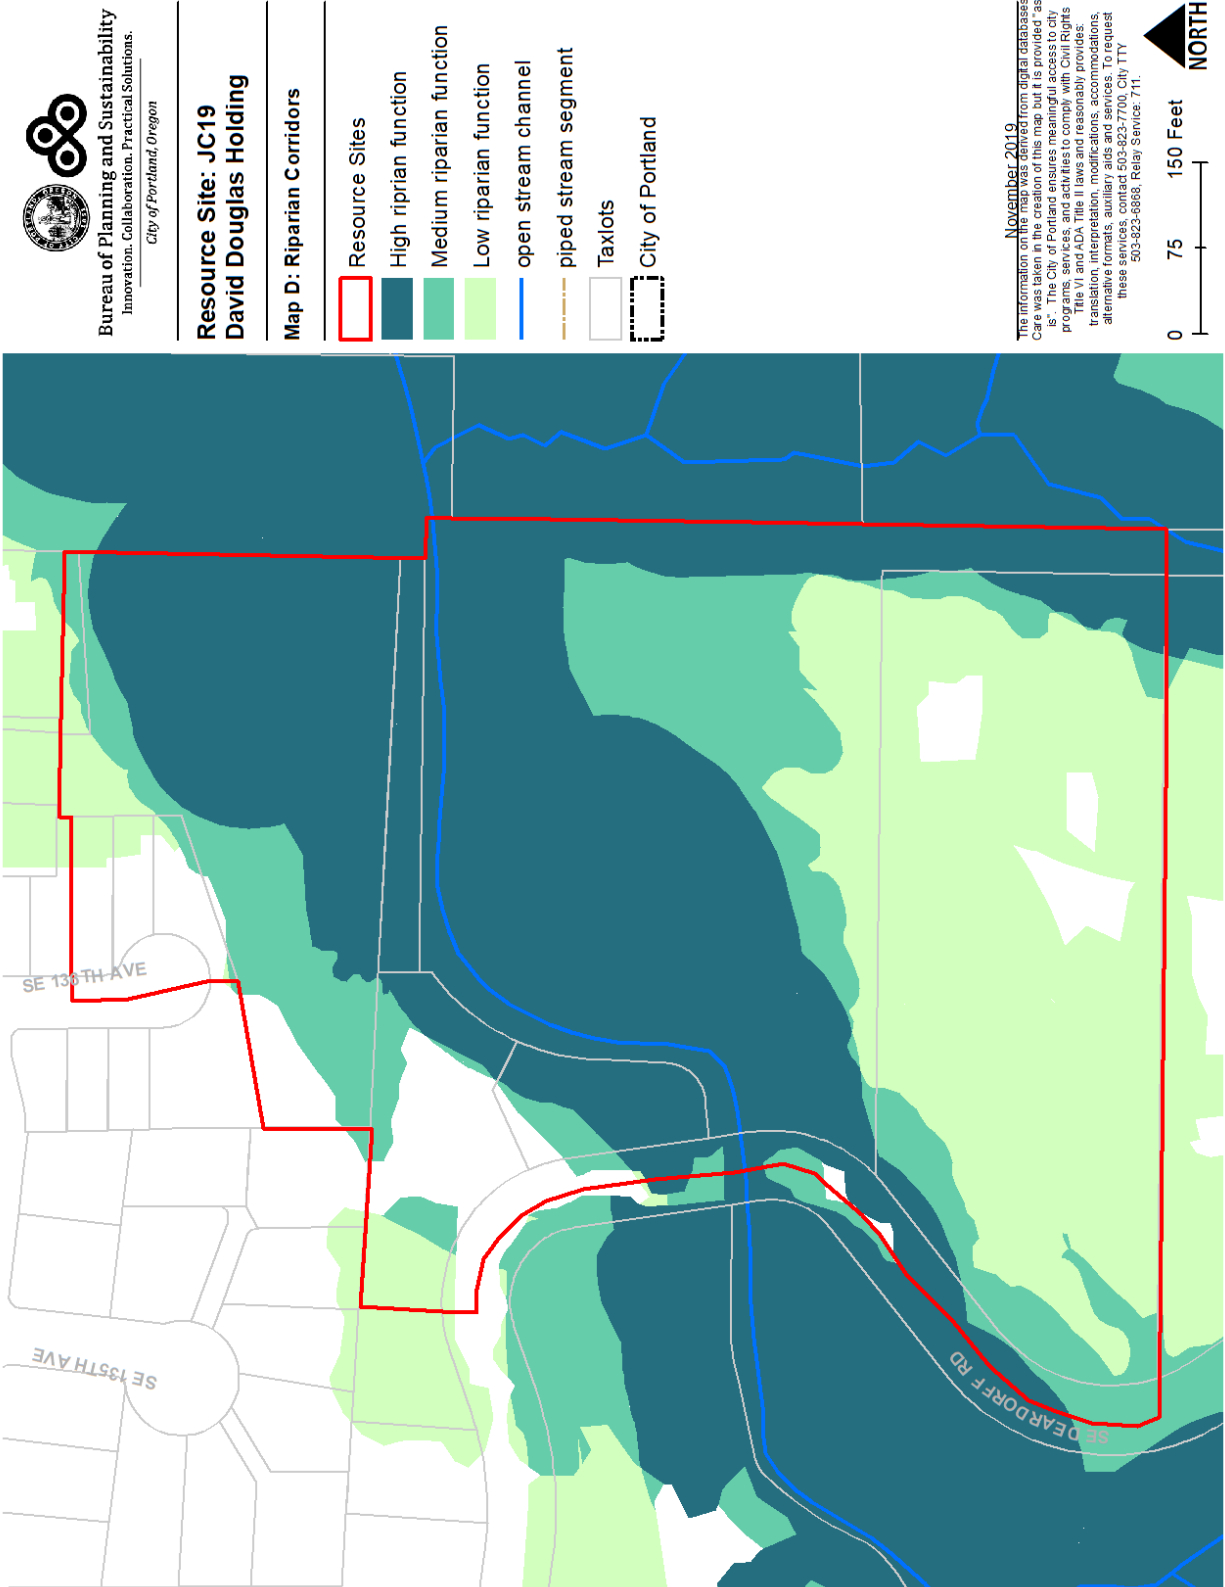 Bureau of Planning and Sustainability
Innovation. Collaboration. Practical Solutions.
City of Portland, Oregon
Resource Site: JC19
David Douglas Holding
Map D: Riparian Corridors
Resource Sites
High riprian function
Medium riparian function
Low riparian function
open stream channel
piped stream segment
Taxlots
City of Portland
November 2019
The information on the map was derived from digital databases
Care was taken in the creation of this map but it is provided "as
is". The City of Portland ensures meaningful access to city
programs, services, and activities to comply with Civil Rights
Title VI and ADA Title II laws and reasonably provides:
translation, interpretation, modifications, accommodations,
alternative formats, auxiliary aids and services. To request
these services, contact 503-823-7700, City TTY
503-823-6868, Relay Service: 711.
0 75 150 Feet
NORTH
SE 136TH AVE
SE 135TH AVE
SE DEARDORFF RD